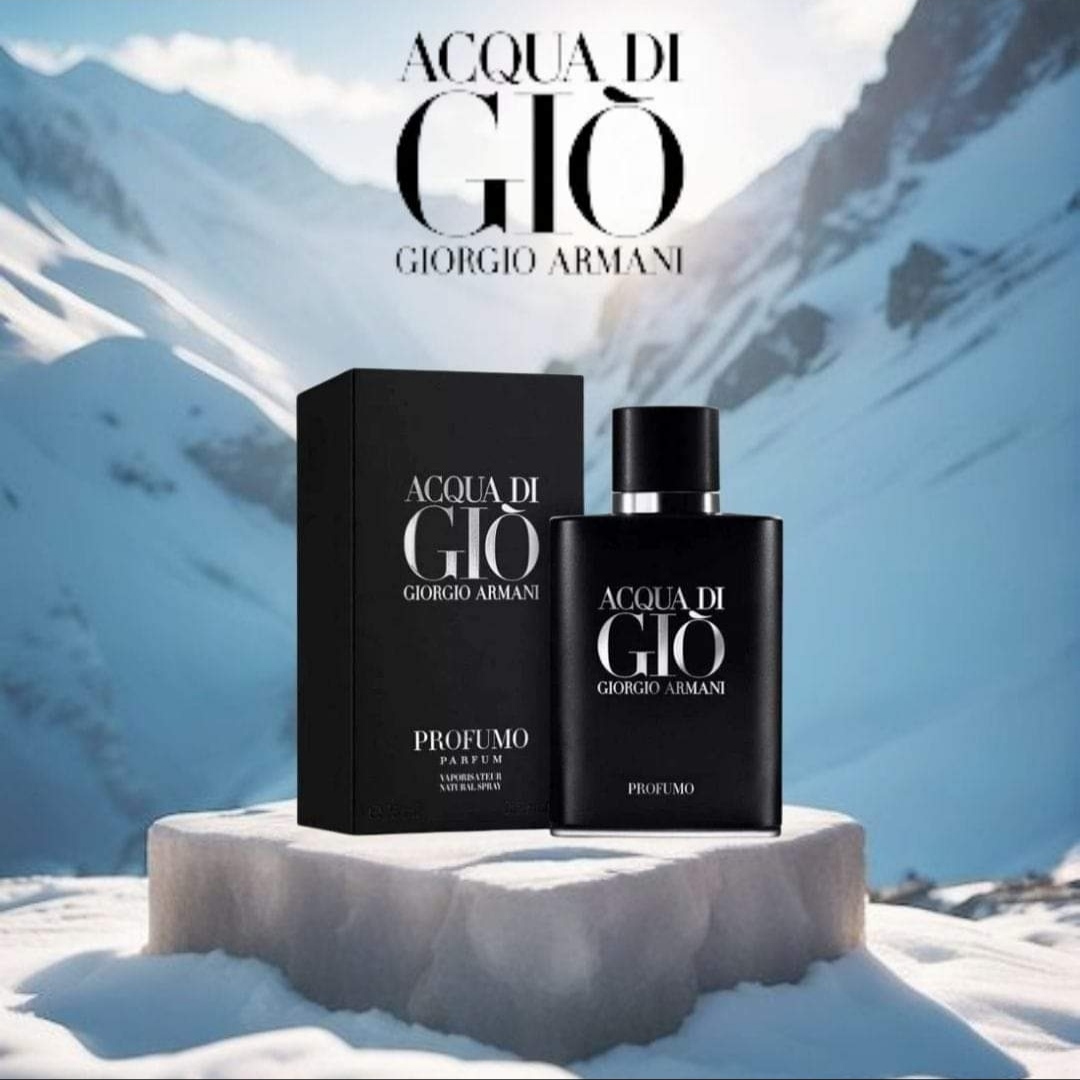 ACQUA DI
GIÒ
GIORGIO ARMANI
ACQUA DI
GIÒ
GIORGIO ARMANI
PROFUMO
PARFUM
VAPORISATEUR
NATURAL SPRAY
ACQUA DI
GIÒ
GIORGIO ARMANI
PROFUMO